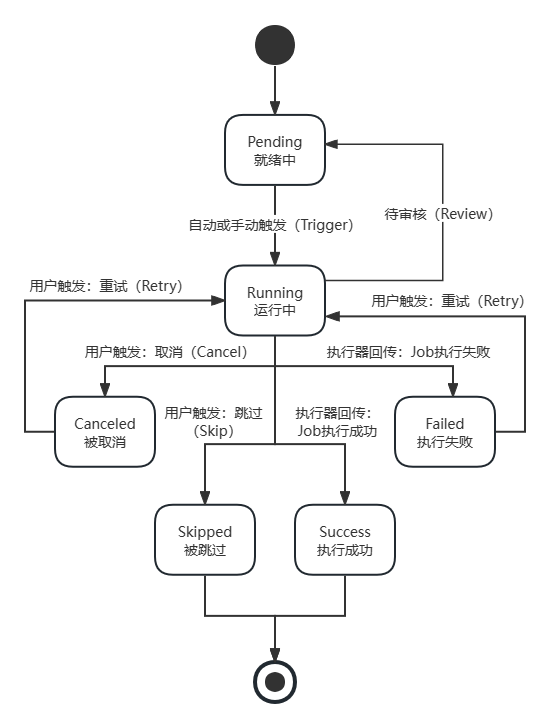 Pending
就绪中
待审核（Review）
自动或手动触发（Trigger）
用户触发：重试（Retry）
Running
运行中
用户触发：重试（Retry）
用户触发：取消（Cancel）
执行器回传：Job执行失败
Canceled
被取消
用户触发：跳过
（Skip）
执行器回传：
Job执行成功
Failed
执行失败
Skipped
被跳过
Success
执行成功